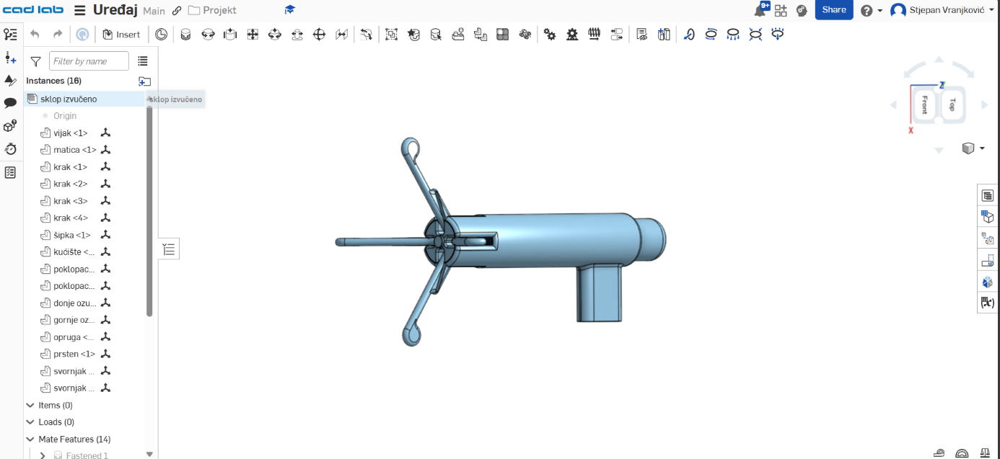 cad lab Uređaj Main Projekt 9+ Share Stjepan Vranjković
Insert
Filter by name
Instances (16)
sklop izvučeno sklop izvučeno
Origin
vijak <1>
matica <1>
krak <1>
krak <2>
krak <3>
krak <4>
šipka <1>
kućište <...
poklopac...
poklopac...
donje ozu...
gornje oz...
opruga <...
prsten <1>
svornjak ...
svornjak ...
Items (0)
Loads (0)
Mate Features (14)
Fastened 1
Z
Front
Top
X
(x)